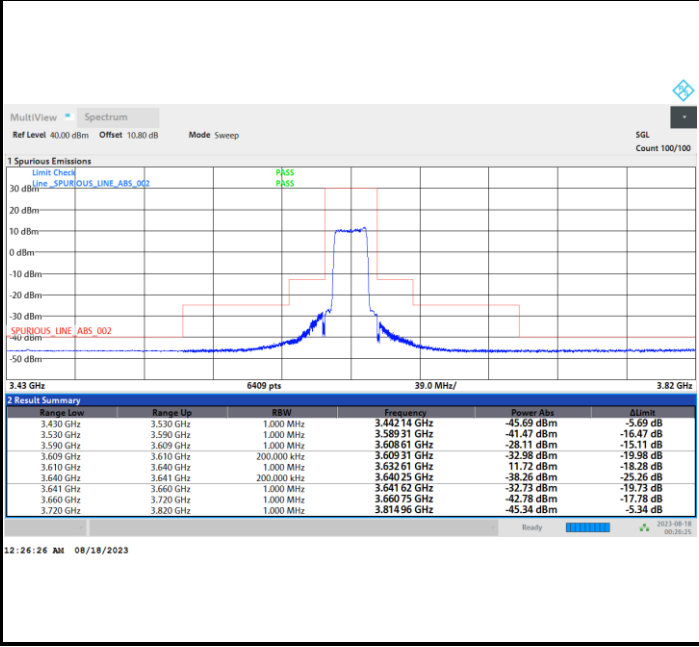 MultiView Spectrum
Ref Level 40.00 dBm Offset 10.80 dB Mode Sweep SGL
Count 100/100
1 Spurious Emissions
Limit Check PASS
Line _SPURIOUS_LINE_ABS_002 PASS
30 dBm
20 dBm
10 dBm
0 dBm
-10 dBm
-20 dBm
-30 dBm
_SPURIOUS_LINE_ABS_002
-40 dBm
-50 dBm
3.43 GHz 6409 pts 39.0 MHz/ 3.82 GHz
2 Result Summary
Range Low Range Up RBW Frequency Power Abs ΔLimit
3.430 GHz 3.530 GHz 1.000 MHz 3.442 14 GHz -45.69 dBm -5.69 dB
3.530 GHz 3.590 GHz 1.000 MHz 3.589 31 GHz -41.47 dBm -16.47 dB
3.590 GHz 3.609 GHz 1.000 MHz 3.608 61 GHz -28.11 dBm -15.11 dB
3.609 GHz 3.610 GHz 200.000 kHz 3.609 31 GHz -32.98 dBm -19.98 dB
3.610 GHz 3.640 GHz 1.000 MHz 3.632 61 GHz 11.72 dBm -18.28 dB
3.640 GHz 3.641 GHz 200.000 kHz 3.640 25 GHz -38.26 dBm -25.26 dB
3.641 GHz 3.660 GHz 1.000 MHz 3.641 62 GHz -32.73 dBm -19.73 dB
3.660 GHz 3.720 GHz 1.000 MHz 3.660 75 GHz -42.78 dBm -17.78 dB
3.720 GHz 3.820 GHz 1.000 MHz 3.814 96 GHz -45.34 dBm -5.34 dB
Ready 2023-08-18
00:26:25
12:26:26 AM 08/18/2023